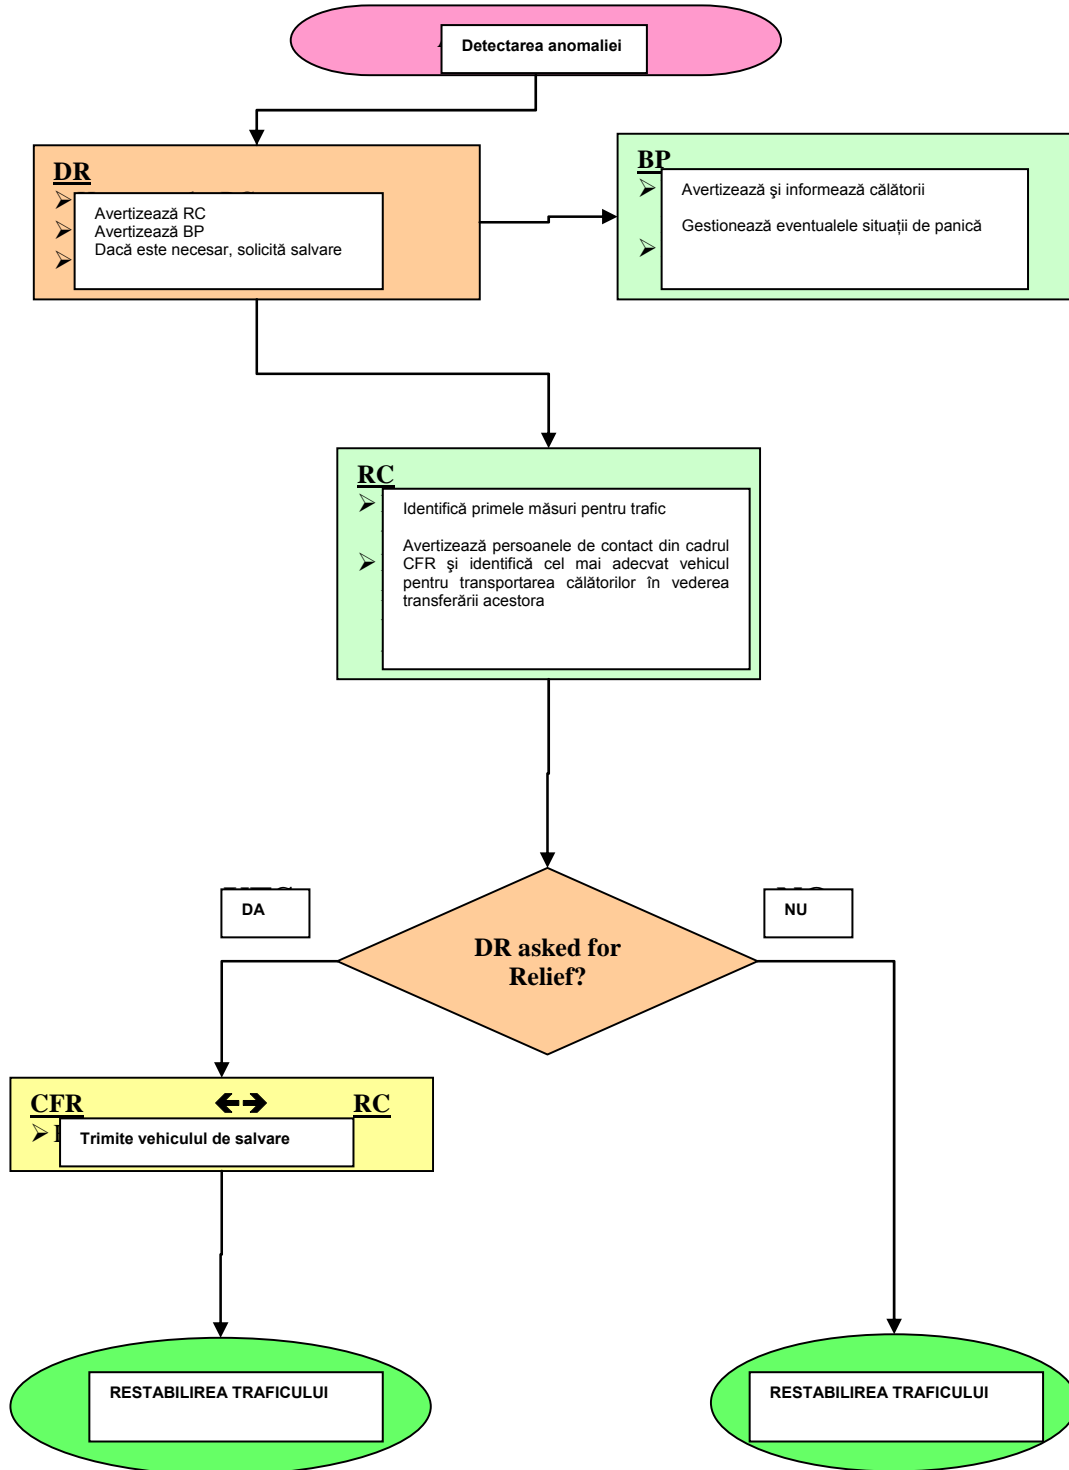 Detectarea anomaliei
DR
Avertizează RC
Avertizează BP
Dacă este necesar, solicită salvare
BP
Avertizează şi informează călătorii
Gestionează eventualele situații de panică
RC
Identifică primele măsuri pentru trafic
Avertizează persoanele de contact din cadrul
CFR şi identifică cel mai adecvat vehicul
pentru transportarea călătorilor în vederea
transferării acestora
DA
NU
DR asked for
Relief?
CFR RC
Trimite vehiculul de salvare
RESTABILIREA TRAFICULUI
RESTABILIREA TRAFICULUI